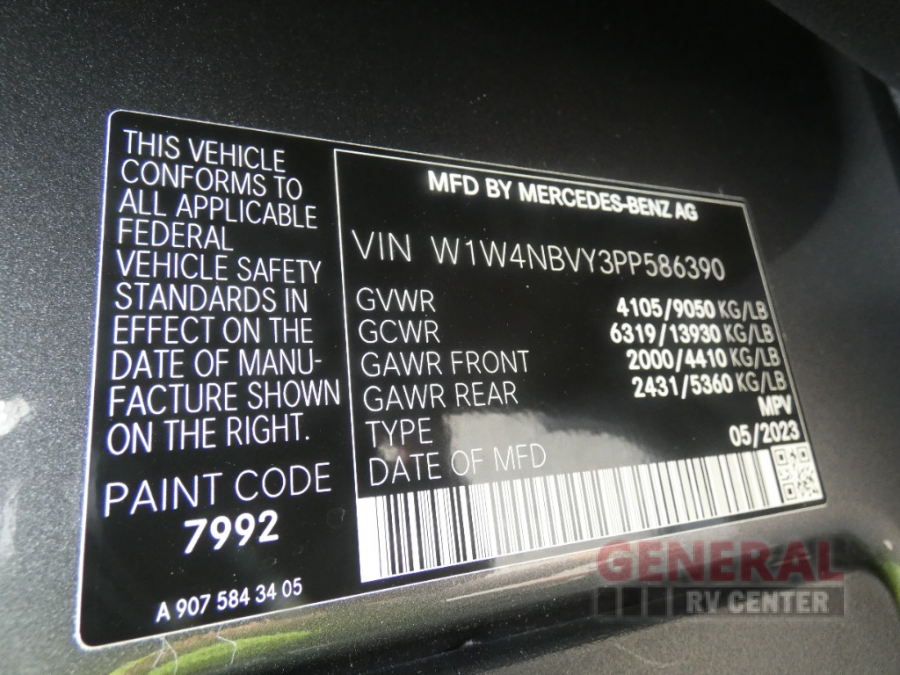 THIS VEHICLE
CONFORMS TO
ALL APPLICABLE
FEDERAL
VEHICLE SAFETY
STANDARDS IN
EFFECT ON THE
DATE OF MANU-
FACTURE SHOWN
ON THE RIGHT.
PAINT CODE
7992
A 907 584 34 05
MFD BY MERCEDES-BENZ AG
VIN W1W4NBVY3PP586390
GVWR 4105/9050 KG/LB
GCWR 6319/13930 KG/LB
GAWR FRONT 2000/4410 KG/LB
GAWR REAR 2431/5360 KG/LB
TYPE MPV
DATE OF MFD 05/2023
GENERAL
RV CENTER